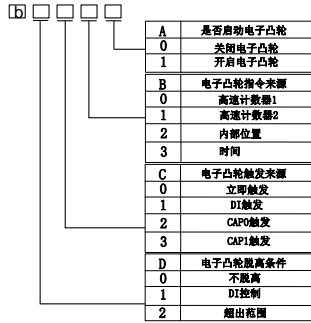 b
A 是否启动电子凸轮
0 关闭电子凸轮
1 开启电子凸轮
B 电子凸轮指令来源
0 高速计数器1
1 高速计数器2
2 内部位置
3 时间
C 电子凸轮触发来源
0 立即触发
1 DI触发
2 CAP0触发
3 CAP1触发
D 电子凸轮脱离条件
0 不脱离
1 DI控制
2 超出范围